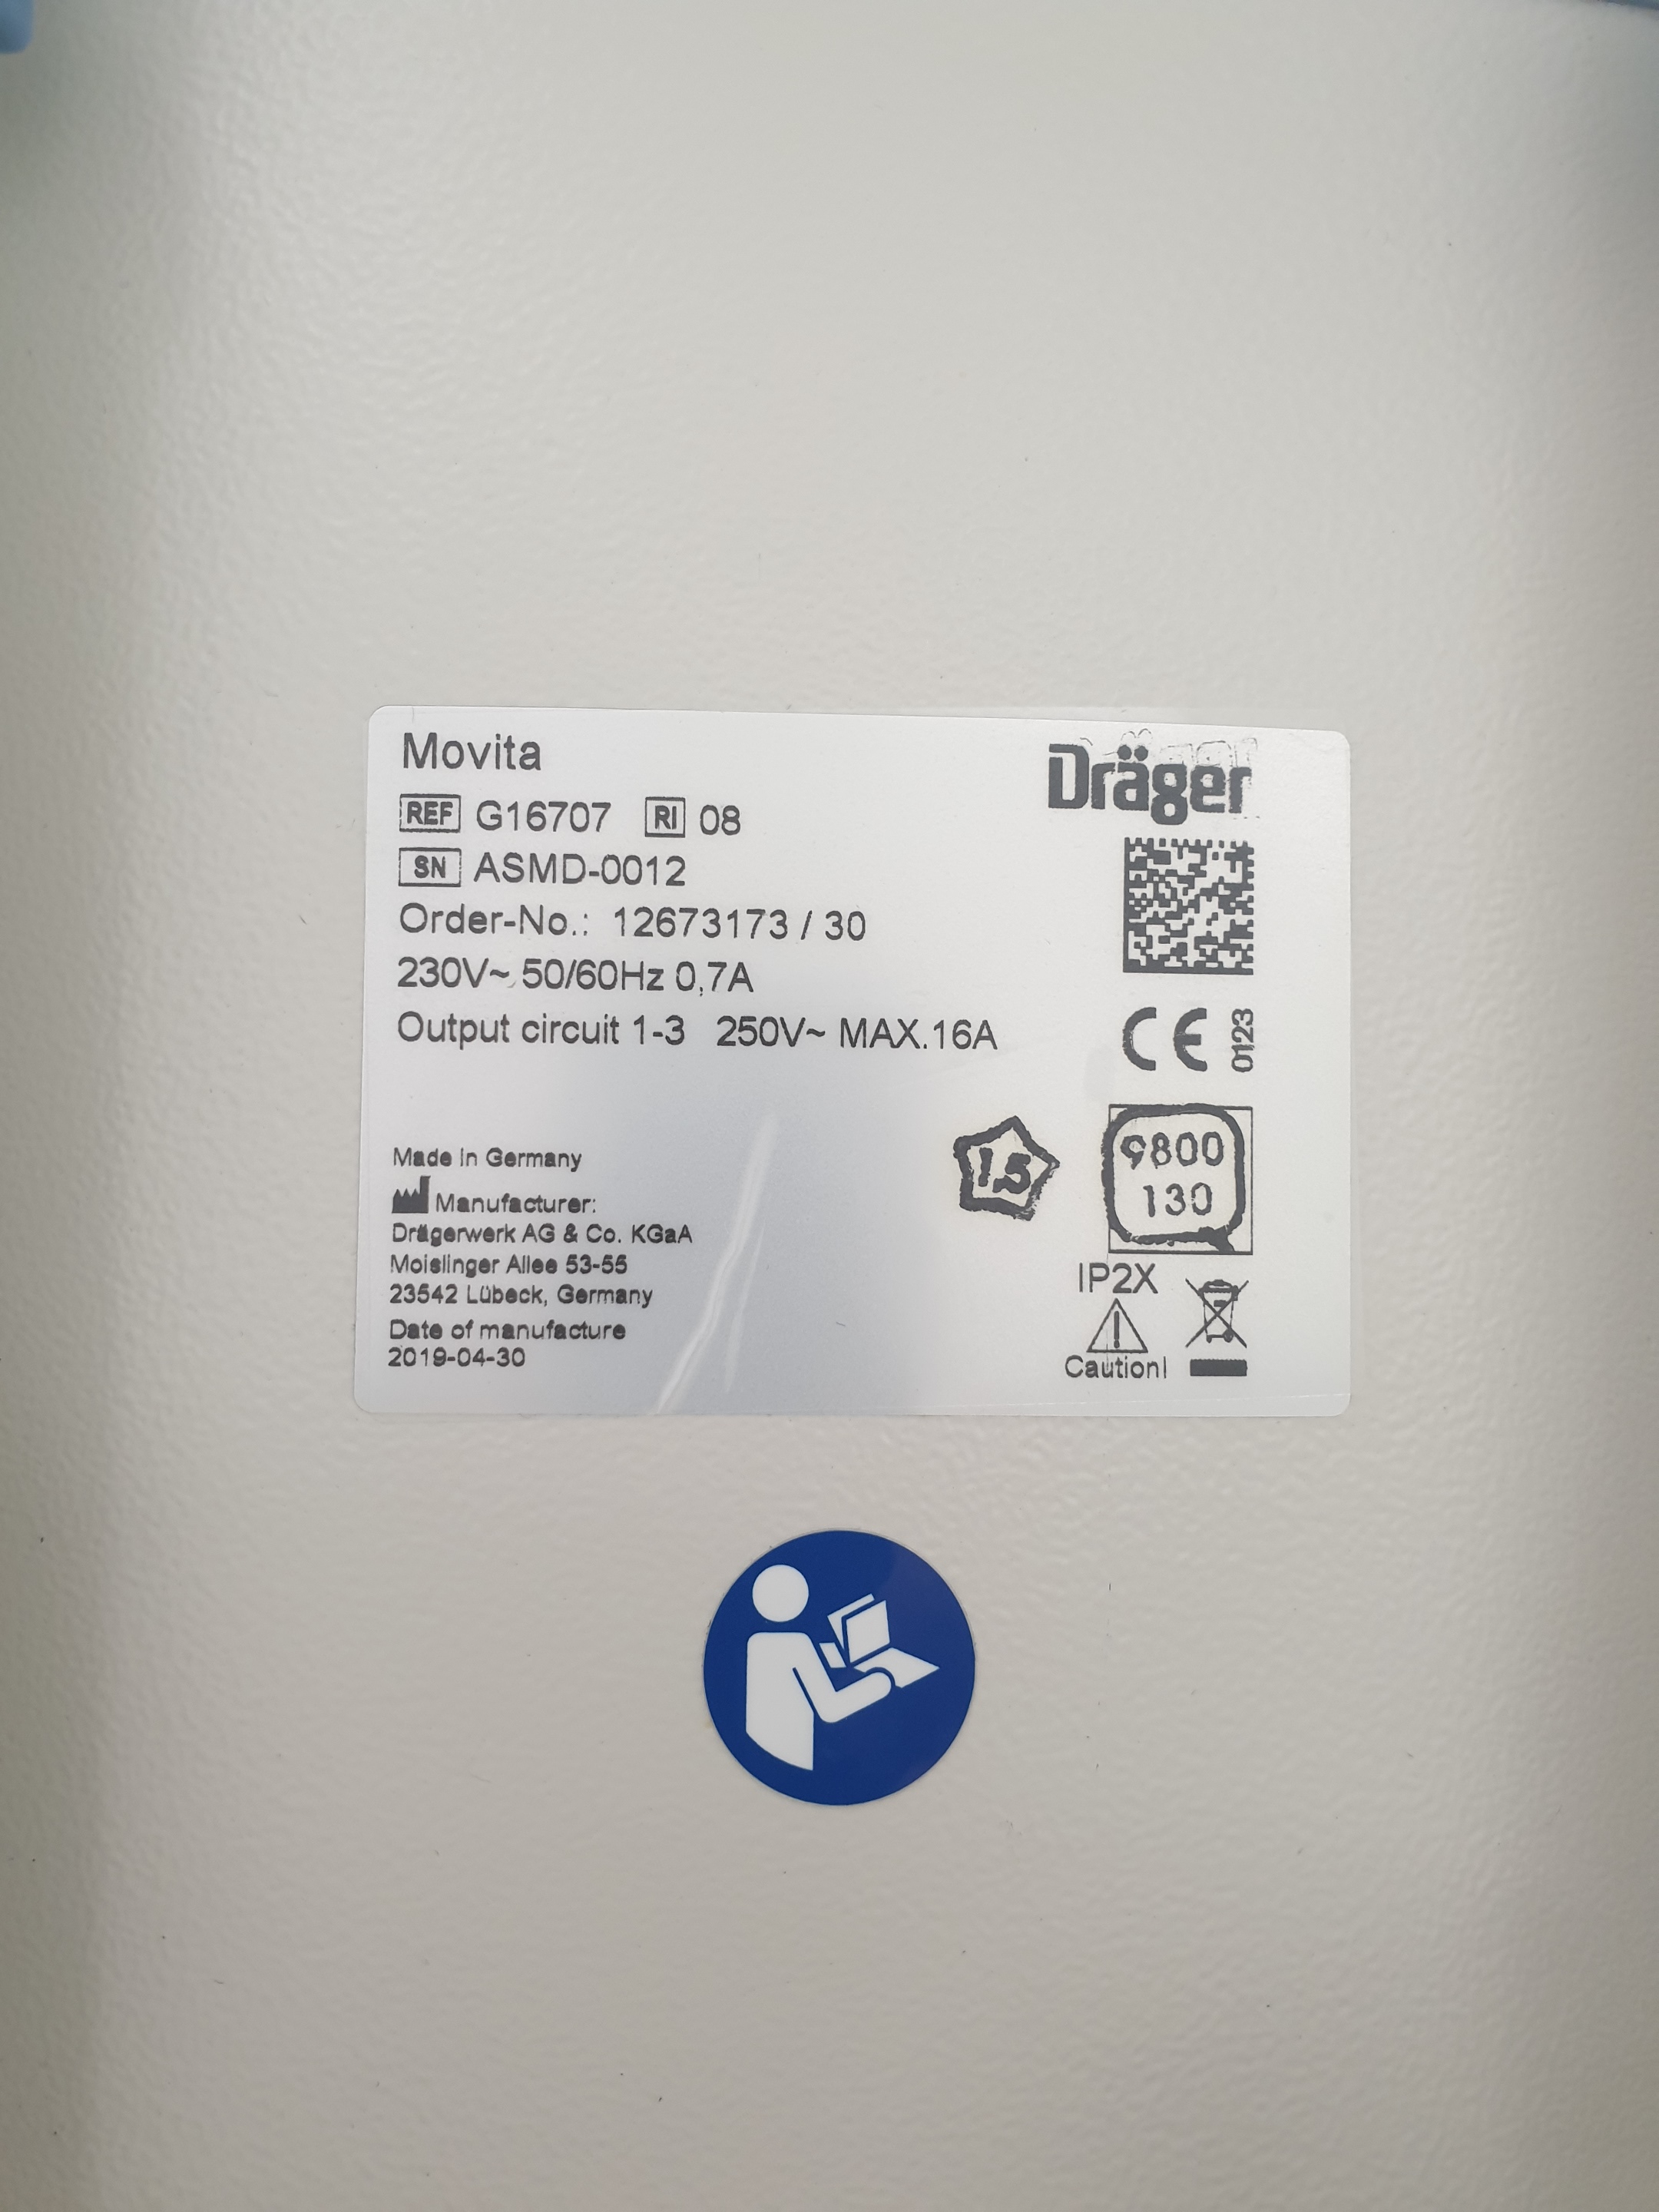 Movita
Dräger
REF G16707 RI 08
SN ASMD-0012
Order-No.: 12673173 / 30
230V~ 50/60Hz 0,7A
Output circuit 1-3 250V~ MAX.16A
CE 0123
1,5
9800
130
Made in Germany
Manufacturer:
Drägerwerk AG & Co. KGaA
Moislinger Allee 53-55
23542 Lübeck, Germany
Date of manufacture
2019-04-30
IP2X
Caution!